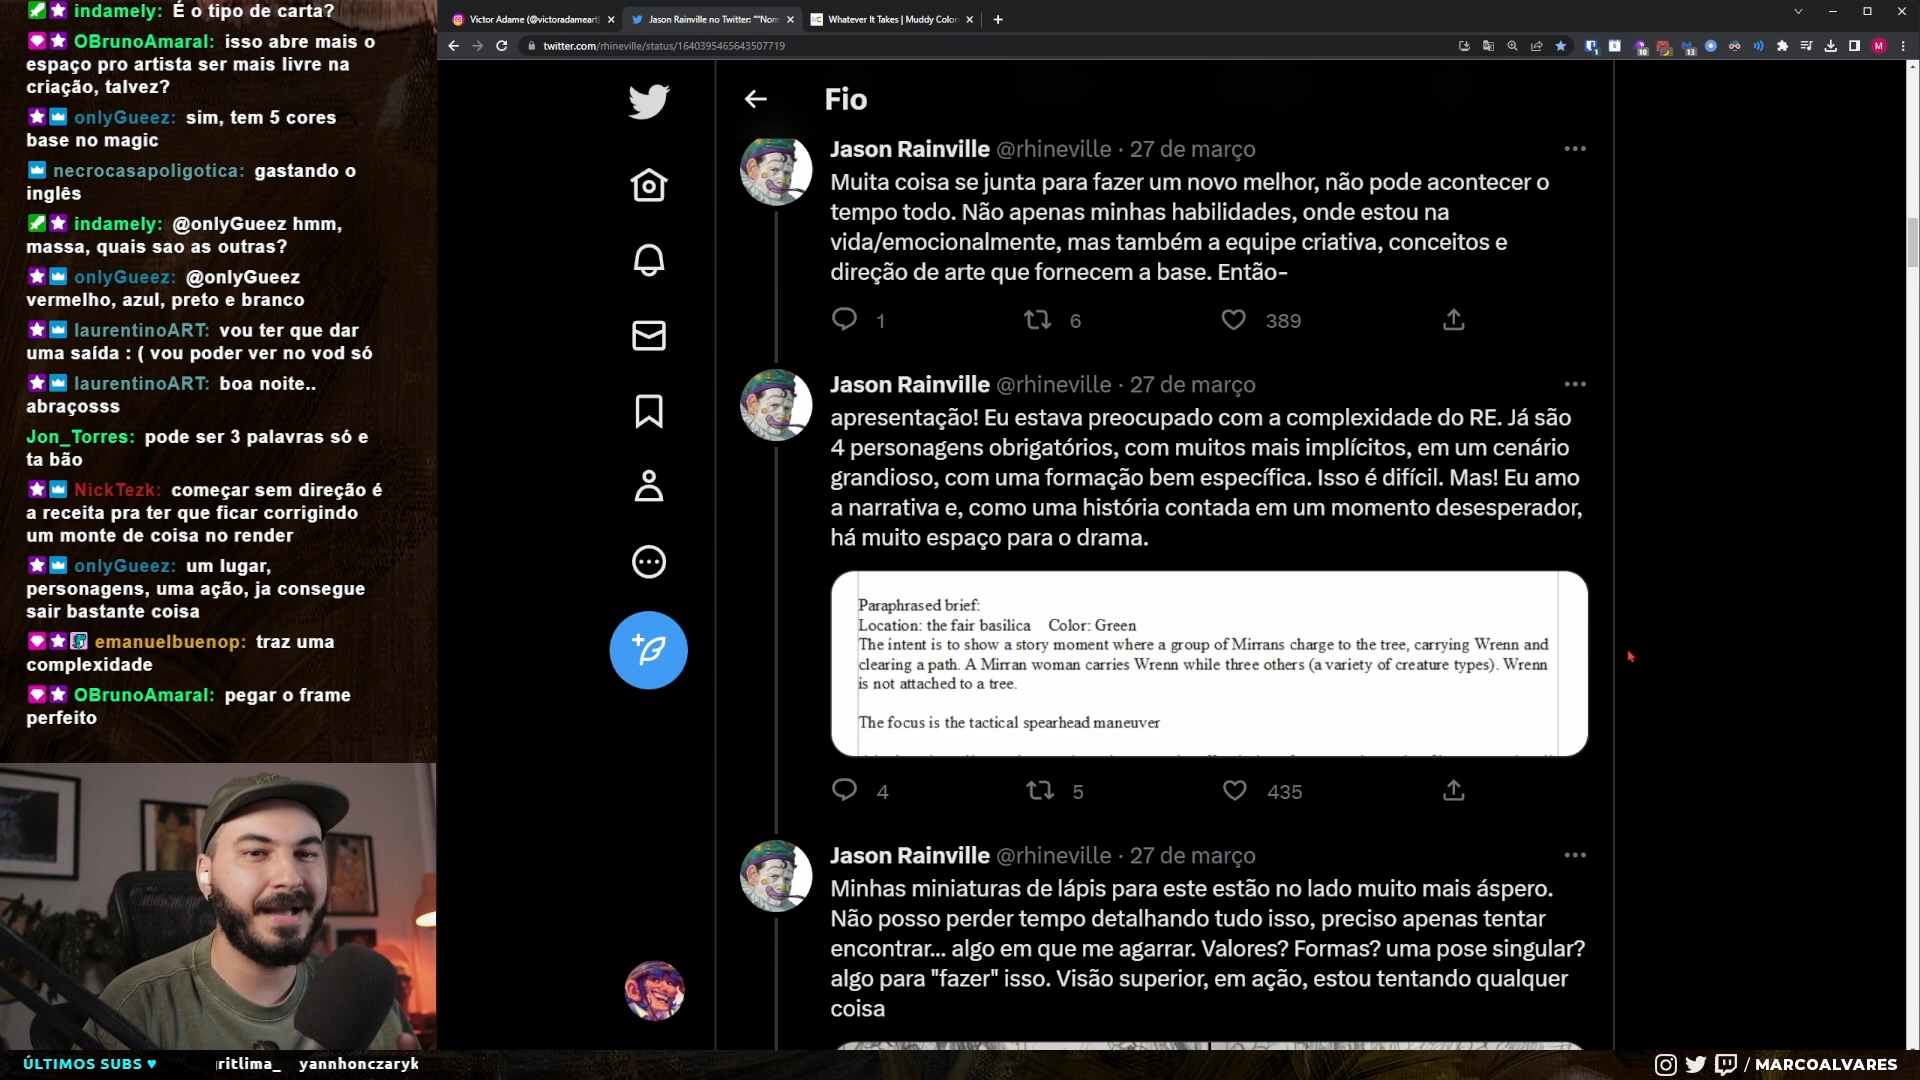 indamely: É o tipo de carta?
OBrunoAmaral: isso abre mais o
espaço pro artista ser mais livre na
criação, talvez?
onlyGueez: sim, tem 5 cores
base no magic
necrocasapoligotica: gastando o
inglês
indamely: @onlyGueez hmm,
massa, quais sao as outras?
onlyGueez: @onlyGueez
vermelho, azul, preto e branco
laurentinoART: vou ter que dar
uma saída : ( vou poder ver no vod só
laurentinoART: boa noite..
abraçosss
Jon_Torres: pode ser 3 palavras só e
ta bão
NickTezk: começar sem direção é
a receita pra ter que ficar corrigindo
um monte de coisa no render
onlyGueez: um lugar,
personagens, uma ação, ja consegue
sair bastante coisa
emanuelbuenop: traz uma
complexidade
OBrunoAmaral: pegar o frame
perfeito
ÚLTIMOS SUBS ♥ ritlima_ yannhonczaryk
Victor Adame (@victoradameart)
Jason Rainville no Twitter: ""Nom
Whatever It Takes | Muddy Color
twitter.com/rhineville/status/1640395465643507719
Fio
Jason Rainville @rhineville · 27 de março
Muita coisa se junta para fazer um novo melhor, não pode acontecer o
tempo todo. Não apenas minhas habilidades, onde estou na
vida/emocionalmente, mas também a equipe criativa, conceitos e
direção de arte que fornecem a base. Então-
1 6 389
Jason Rainville @rhineville · 27 de março
apresentação! Eu estava preocupado com a complexidade do RE. Já são
4 personagens obrigatórios, com muitos mais implícitos, em um cenário
grandioso, com uma formação bem específica. Isso é difícil. Mas! Eu amo
a narrativa e, como uma história contada em um momento desesperador,
há muito espaço para o drama.
Paraphrased brief:
Location: the fair basilica Color: Green
The intent is to show a story moment where a group of Mirrans charge to the tree, carrying Wrenn and
clearing a path. A Mirran woman carries Wrenn while three others (a variety of creature types). Wrenn
is not attached to a tree.
The focus is the tactical spearhead maneuver
4 5 435
Jason Rainville @rhineville · 27 de março
Minhas miniaturas de lápis para este estão no lado muito mais áspero.
Não posso perder tempo detalhando tudo isso, preciso apenas tentar
encontrar... algo em que me agarrar. Valores? Formas? uma pose singular?
algo para "fazer" isso. Visão superior, em ação, estou tentando qualquer
coisa
/ MARCOALVARES